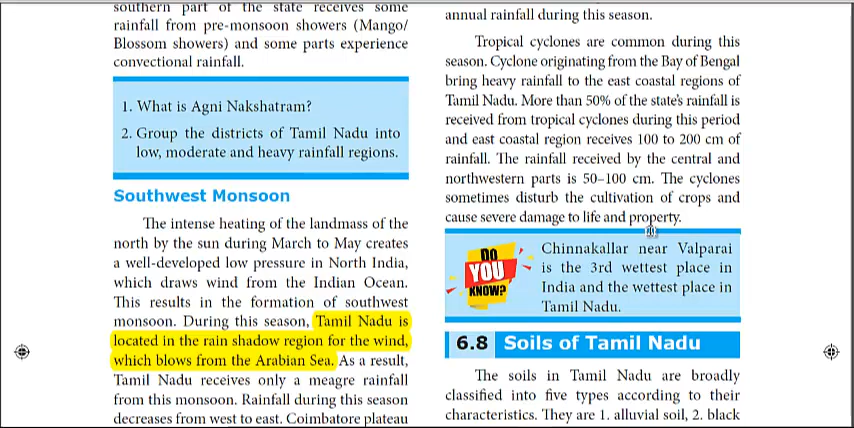 southern part of the state receives some
rainfall from pre-monsoon showers (Mango/
Blossom showers) and some parts experience
convectional rainfall.
1. What is Agni Nakshatram?
2. Group the districts of Tamil Nadu into
low, moderate and heavy rainfall regions.
Southwest Monsoon
The intense heating of the landmass of the
north by the sun during March to May creates
a well-developed low pressure in North India,
which draws wind from the Indian Ocean.
This results in the formation of southwest
monsoon. During this season, Tamil Nadu is
located in the rain shadow region for the wind,
which blows from the Arabian Sea. As a result,
Tamil Nadu receives only a meagre rainfall
from this monsoon. Rainfall during this season
decreases from west to east. Coimbatore plateau
annual rainfall during this season.
Tropical cyclones are common during this
season. Cyclone originating from the Bay of Bengal
bring heavy rainfall to the east coastal regions of
Tamil Nadu. More than 50% of the state's rainfall is
received from tropical cyclones during this period
and east coastal region receives 100 to 200 cm of
rainfall. The rainfall received by the central and
northwestern parts is 50–100 cm. The cyclones
sometimes disturb the cultivation of crops and
cause severe damage to life and property.
DO
YOU
KNOW?
Chinnakallar near Valparai
is the 3rd wettest place in
India and the wettest place in
Tamil Nadu.
6.8 Soils of Tamil Nadu
The soils in Tamil Nadu are broadly
classified into five types according to their
characteristics. They are 1. alluvial soil, 2. black